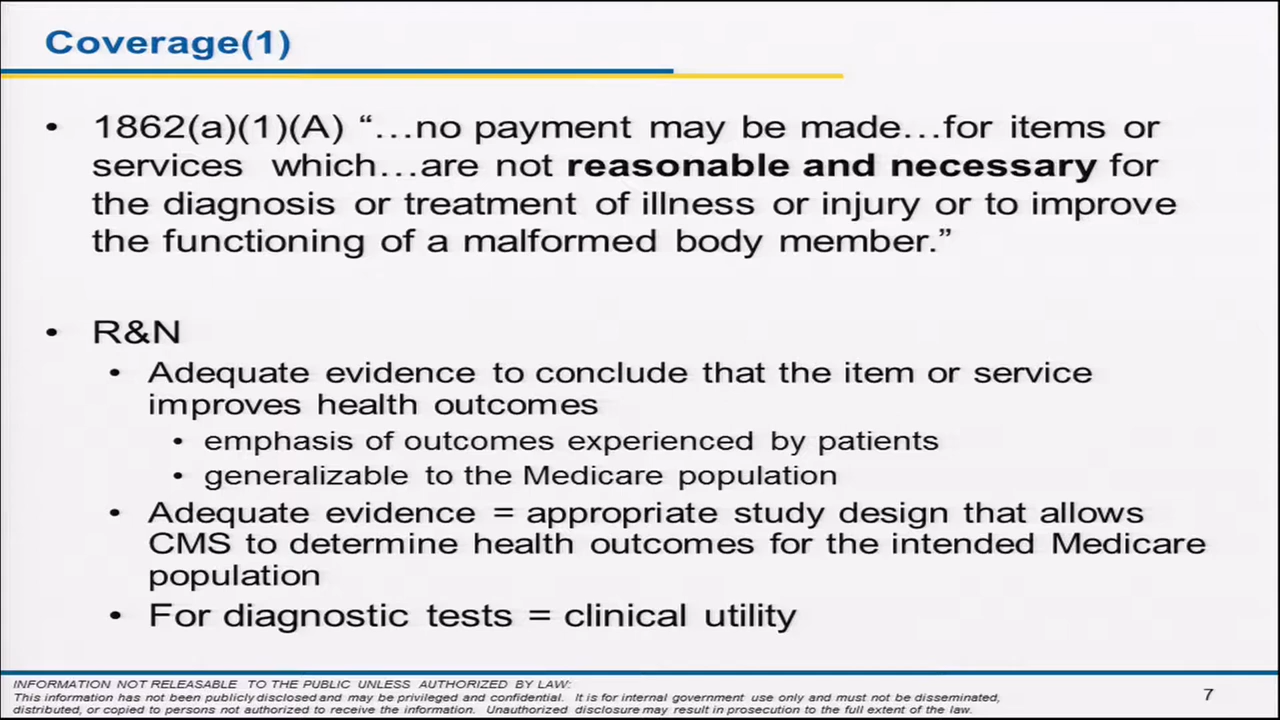 Coverage(1)
• 1862(a)(1)(A) “…no payment may be made…for items or
services which…are not reasonable and necessary for
the diagnosis or treatment of illness or injury or to improve
the functioning of a malformed body member.”
• R&N
• Adequate evidence to conclude that the item or service
improves health outcomes
• emphasis of outcomes experienced by patients
• generalizable to the Medicare population
• Adequate evidence = appropriate study design that allows
CMS to determine health outcomes for the intended Medicare
population
• For diagnostic tests = clinical utility
INFORMATION NOT RELEASABLE TO THE PUBLIC UNLESS AUTHORIZED BY LAW:
This information has not been publicly disclosed and may be privileged and confidential. It is for internal government use only and must not be disseminated,
distributed, or copied to persons not authorized to receive the information. Unauthorized disclosure may result in prosecution to the full extent of the law.
7